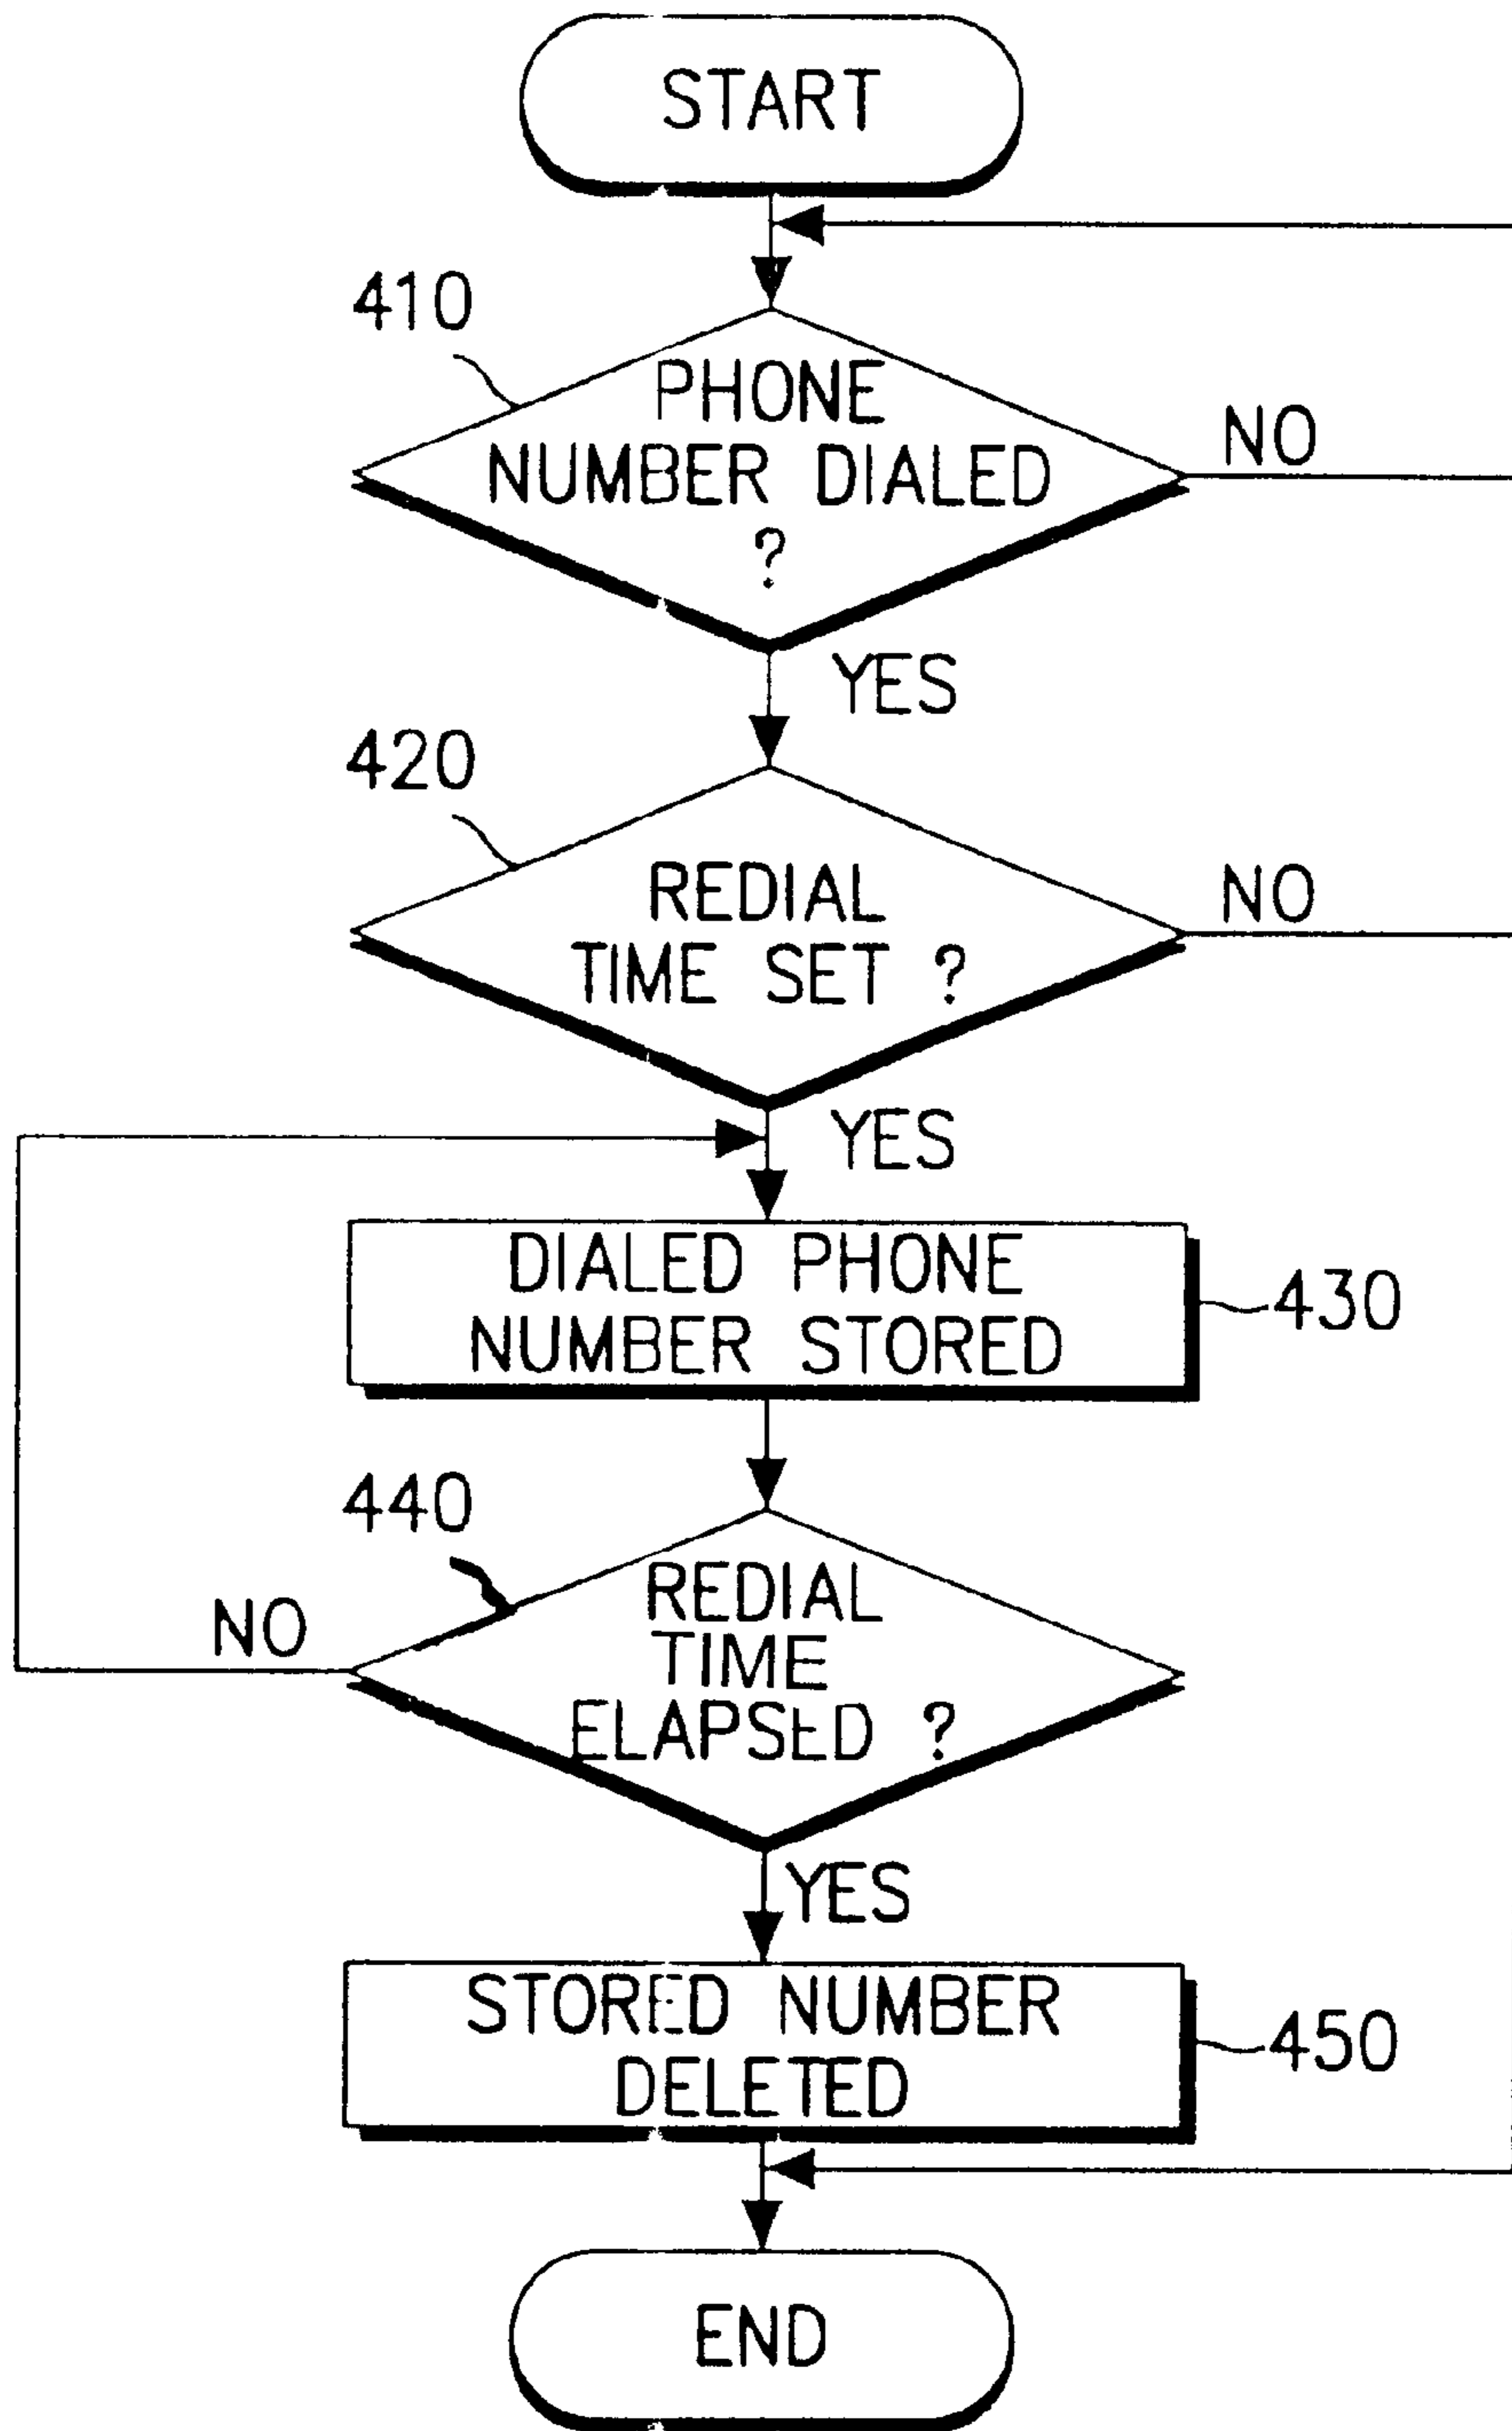 START
410
PHONE
NUMBER DIALED
?
NO
YES
420
REDIAL
TIME SET ?
NO
YES
DIALED PHONE
NUMBER STORED
430
440
REDIAL
TIME
ELAPSED ?
NO
YES
STORED NUMBER
DELETED
450
END